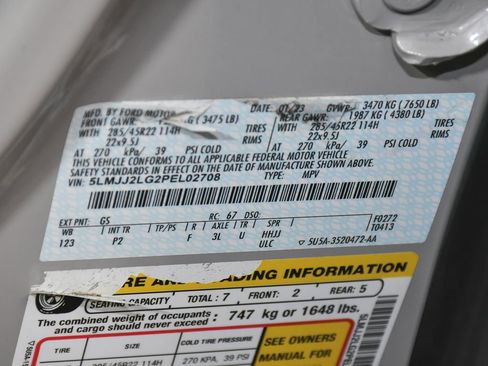 MFD. BY FORD MOTOR
DATE: 01/23 GVWR: 3470 KG (7650 LB)
FRONT GAWR: G (3475 LB) REAR GAWR: 1987 KG (4380 LB)
WITH 285/45R22 114H TIRES WITH 285/45R22 114H TIRES
22x9.5J RIMS 22x9.5J RIMS
AT 270 kPa/ 39 PSI COLD AT 270 kPa/ 39 PSI COLD
THIS VEHICLE CONFORMS TO ALL APPLICABLE FEDERAL MOTOR VEHICLE
SAFETY STANDARDS IN EFFECT ON THE DATE OF MANUFACTURE SHOWN ABOVE.
VIN: 5LMJJ2LG2PEL02708 TYPE: MPV
EXT PNT: GS RC: 67 DSO: F0272
WB INT TR TP/PS R AXLE TR SPR T0413
123 P2 F 3L U HHJJ
ULC 5U5A-3520472-AA
RE AND LOADING INFORMATION
SEATING CAPACITY TOTAL: 7 FRONT: 2 REAR: 5
The combined weight of occupants
and cargo should never exceed: 747 kg or 1648 lbs.
TIRE SIZE COLD TIRE PRESSURE SEE OWNERS
MANUAL FOR
285/45R22 114H 270 KPA, 39 PSI